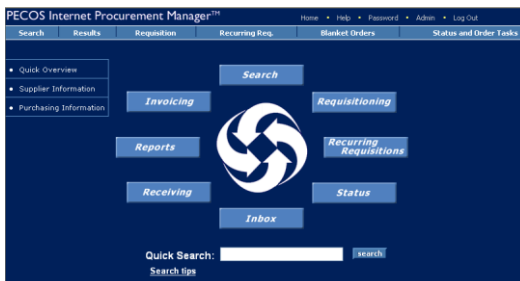 PECOS Internet Procurement Manager™
Home • Help • Password • Admin • Log Out
Search Results Requisition Recurring Req. Blanket Orders Status and Order Tasks
• Quick Overview
• Supplier Information
• Purchasing Information
Search
Invoicing
Requisitioning
Reports
Recurring
Requisitions
Receiving
Status
Inbox
Quick Search: search
Search tips